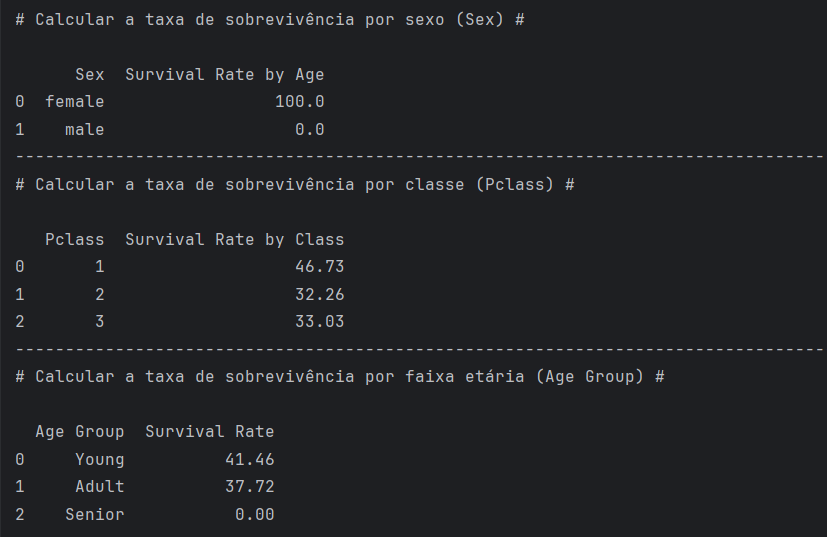 # Calcular a taxa de sobrevivência por sexo (Sex) #
Sex  Survival Rate by Age
0  female  100.0
1  male  0.0
---------------------------------------------------------------------------------
# Calcular a taxa de sobrevivência por classe (Pclass) #
Pclass  Survival Rate by Class
0  1  46.73
1  2  32.26
2  3  33.03
---------------------------------------------------------------------------------
# Calcular a taxa de sobrevivência por faixa etária (Age Group) #
Age Group  Survival Rate
0  Young  41.46
1  Adult  37.72
2  Senior  0.00